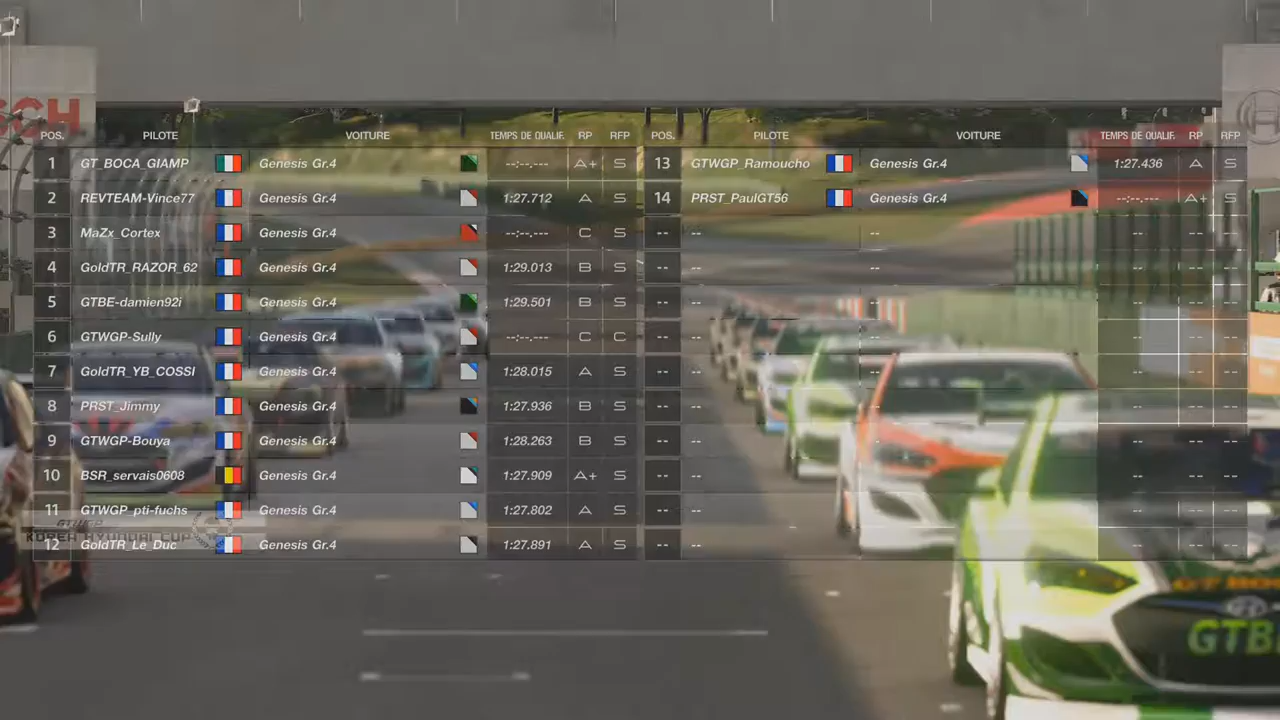 SCH
POS. PILOTE VOITURE TEMPS DE QUALIF. RP RFP POS. PILOTE VOITURE TEMPS DE QUALIF. RP RFP
1 GT_BOCA_GIAMP Genesis Gr.4 --:--.--- A+ S 13 GTWGP_Ramoucho Genesis Gr.4 1:27.436 A S
2 REVTEAM-Vince77 Genesis Gr.4 1:27.712 A S 14 PRST_PaulGT56 Genesis Gr.4 --:--.--- A+ S
3 MaZx_Cortex Genesis Gr.4 --:--.--- C S -- -- -- -- -- --
4 GoldTR_RAZOR_62 Genesis Gr.4 1:29.013 B S -- -- -- -- -- --
5 GTBE-damien92i Genesis Gr.4 1:29.501 B S -- -- -- -- -- --
6 GTWGP-Sully Genesis Gr.4 --:--.--- C C -- -- -- -- -- --
7 GoldTR_YB_COSSI Genesis Gr.4 1:28.015 A S -- -- -- -- -- --
8 PRST_Jimmy Genesis Gr.4 1:27.936 B S -- -- -- -- -- --
9 GTWGP-Bouya Genesis Gr.4 1:28.263 B S -- -- -- -- -- --
10 BSR_servais0608 Genesis Gr.4 1:27.909 A+ S -- -- -- -- -- --
11 GTWGP_pti-fuchs Genesis Gr.4 1:27.802 A S -- -- -- -- -- --
12 GoldTR_Le_Duc Genesis Gr.4 1:27.891 A S -- -- -- -- -- --
GTWGP
KOREA HYUNDAI CUP
GTBE